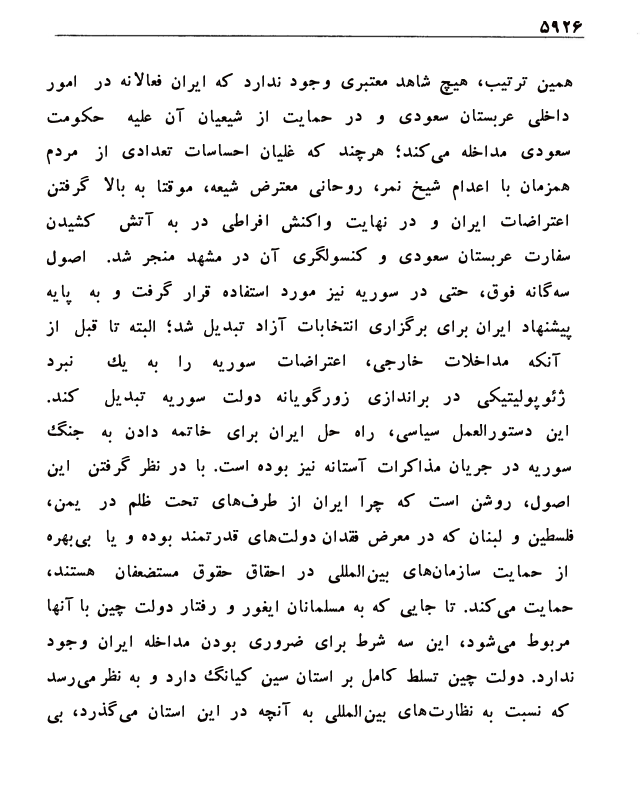 ۵۹۲۶
همین ترتیب، هیچ شاهد معتبری وجود ندارد که ایران فعالانه در امور
داخلی عربستان سعودی و در حمایت از شیعیان آن علیه حکومت
سعودی مداخله می‌کند؛ هرچند که غلیان احساسات تعدادی از مردم
همزمان با اعدام شیخ نمر، روحانی معترض شیعه، موقتا به بالا گرفتن
اعتراضات ایران و در نهایت واکنش افراطی در به آتش کشیدن
سفارت عربستان سعودی و کنسولگری آن در مشهد منجر شد. اصول
سه‌گانه فوق، حتی در سوریه نیز مورد استفاده قرار گرفت و به پایه
پیشنهاد ایران برای برگزاری انتخابات آزاد تبدیل شد؛ البته تا قبل از
آنکه مداخلات خارجی، اعتراضات سوریه را به یك نبرد
ژئوپولیتیکی در براندازی زورگویانه دولت سوریه تبدیل کند.
این دستورالعمل سیاسی، راه حل ایران برای خاتمه دادن به جنگ
سوریه در جریان مذاکرات آستانه نیز بوده است. با در نظر گرفتن این
اصول، روشن است که چرا ایران از طرف‌های تحت ظلم در یمن،
فلسطین و لبنان که در معرض فقدان دولت‌های قدرتمند بوده و یا بی‌بهره
از حمایت سازمان‌های بین‌المللی در احقاق حقوق مستضعفان هستند،
حمایت می‌کند. تا جایی که به مسلمانان ایغور و رفتار دولت چین با آنها
مربوط می‌شود، این سه شرط برای ضروری بودن مداخله ایران وجود
ندارد. دولت چین تسلط کامل بر استان سین کیانگ دارد و به نظر می‌رسد
که نسبت به نظارت‌های بین‌المللی به آنچه در این استان می‌گذرد، بی